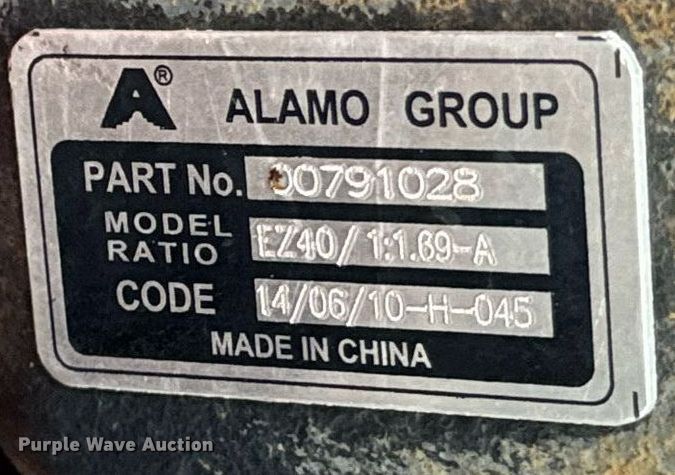 A® ALAMO GROUP
PART No. 00791028
MODEL RATIO EZ40/1:1.69-A
CODE 14/06/10-H-045
MADE IN CHINA
Purple Wave Auction